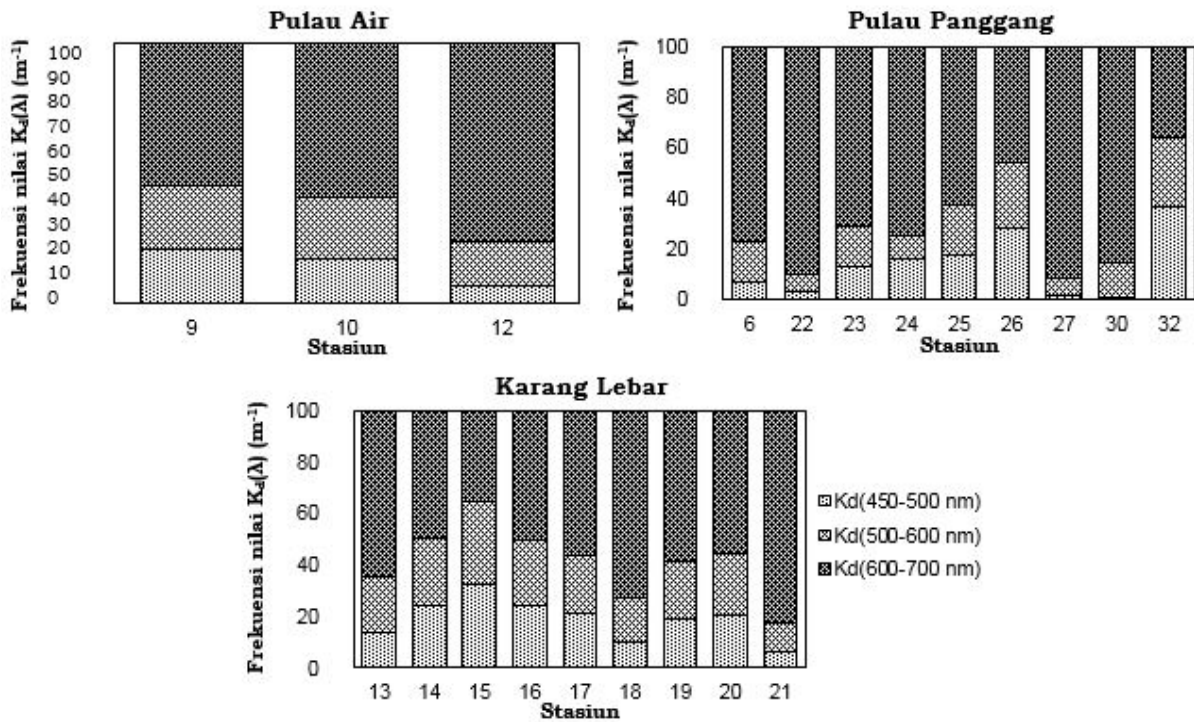 Pulau Air
Frekuensi nilai Kd(λ) (m-1)
100
90
80
70
60
50
40
30
20
10
0
9 10 12
Stasiun
Pulau Panggang
Frekuensi nilai Kd(λ) (m-1)
100
80
60
40
20
0
6 22 23 24 25 26 27 30 32
Stasiun
Karang Lebar
Frekuensi nilai Kd(λ) (m-1)
100
80
60
40
20
0
13 14 15 16 17 18 19 20 21
Stasiun
Kd(450-500 nm)
Kd(500-600 nm)
Kd(600-700 nm)